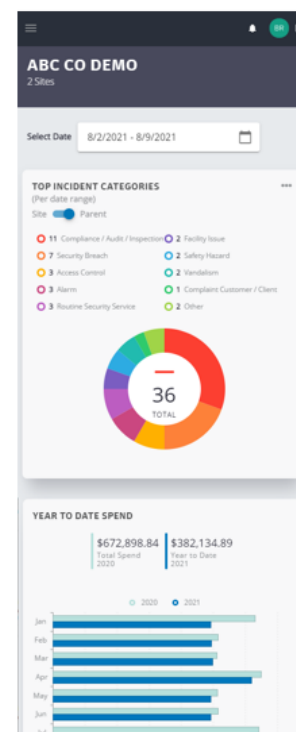 BR
ABC CO DEMO
2 Sites
Select Date 8/2/2021 - 8/9/2021
TOP INCIDENT CATEGORIES
(Per date range)
Site Parent
11 Compliance / Audit / Inspection 2 Facility Issue
7 Security Breach 2 Safety Hazard
3 Access Control 2 Vandalism
3 Alarm 1 Complaint Customer / Client
3 Routine Security Service 2 Other
36
TOTAL
YEAR TO DATE SPEND
$672,898.84 $382,134.89
Total Spend Year to Date
2020 2021
2020 2021
Jan
Feb
Mar
Apr
May
Jun
Jul